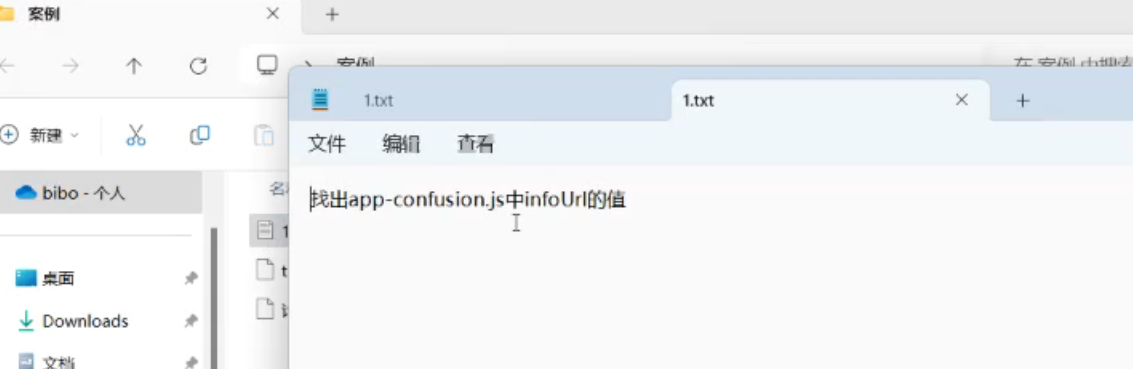 案例
案例
在 案例 中搜索
1.txt
1.txt
文件 编辑 查看
新建
bibo - 个人
找出app-confusion.js中infoUrl的值
桌面
Downloads
文档